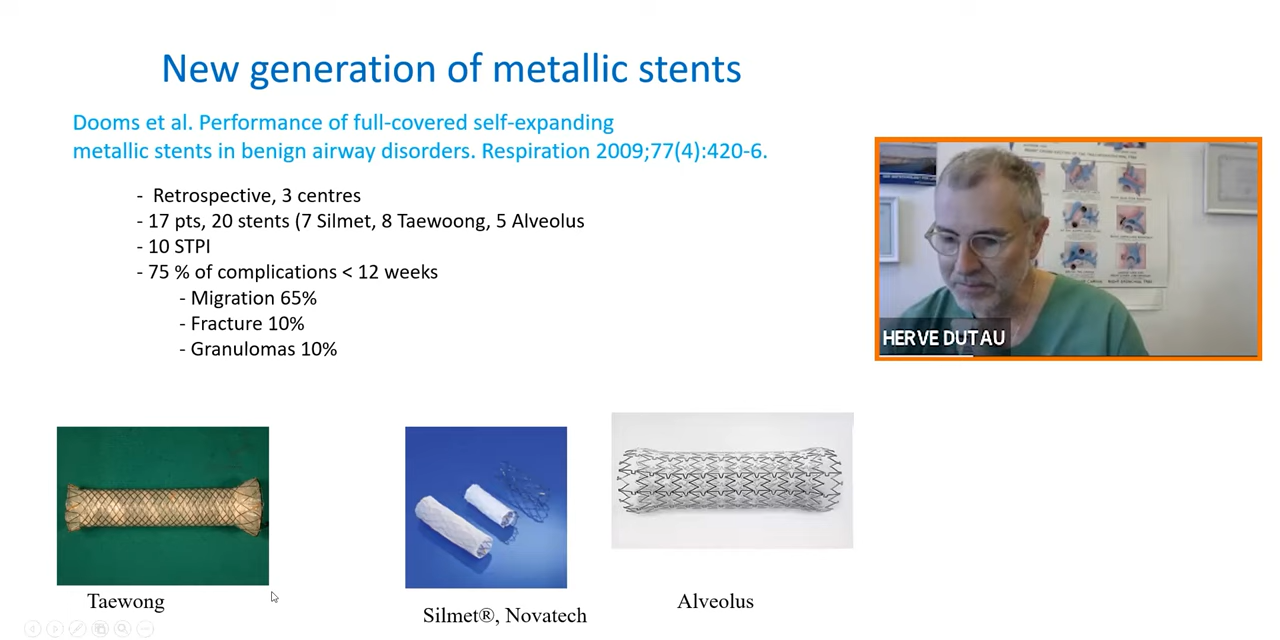 New generation of metallic stents
Dooms et al. Performance of full-covered self-expanding
metallic stents in benign airway disorders. Respiration 2009;77(4):420-6.
- Retrospective, 3 centres
- 17 pts, 20 stents (7 Silmet, 8 Taewoong, 5 Alveolus
- 10 STPI
- 75 % of complications < 12 weeks
- Migration 65%
- Fracture 10%
- Granulomas 10%
HERVE DUTAU
Taewong
Silmet®, Novatech
Alveolus